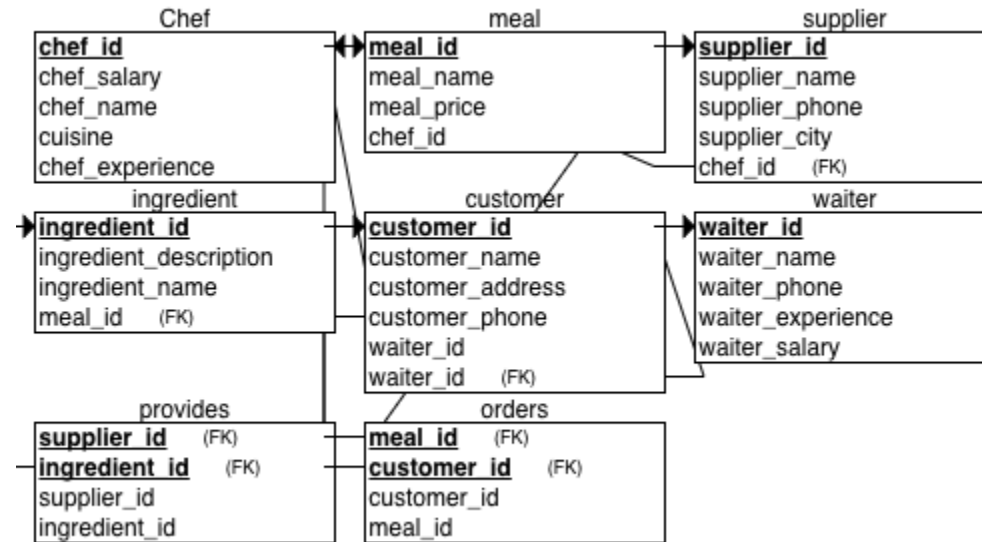 Chef
chef_id
chef_salary
chef_name
cuisine
chef_experience
meal
meal_id
meal_name
meal_price
chef_id
supplier
supplier_id
supplier_name
supplier_phone
supplier_city
chef_id (FK)
ingredient
ingredient_id
ingredient_description
ingredient_name
meal_id (FK)
customer
customer_id
customer_name
customer_address
customer_phone
waiter_id
waiter_id (FK)
waiter
waiter_id
waiter_name
waiter_phone
waiter_experience
waiter_salary
provides
supplier_id (FK)
ingredient_id (FK)
supplier_id
ingredient_id
orders
meal_id (FK)
customer_id (FK)
customer_id
meal_id